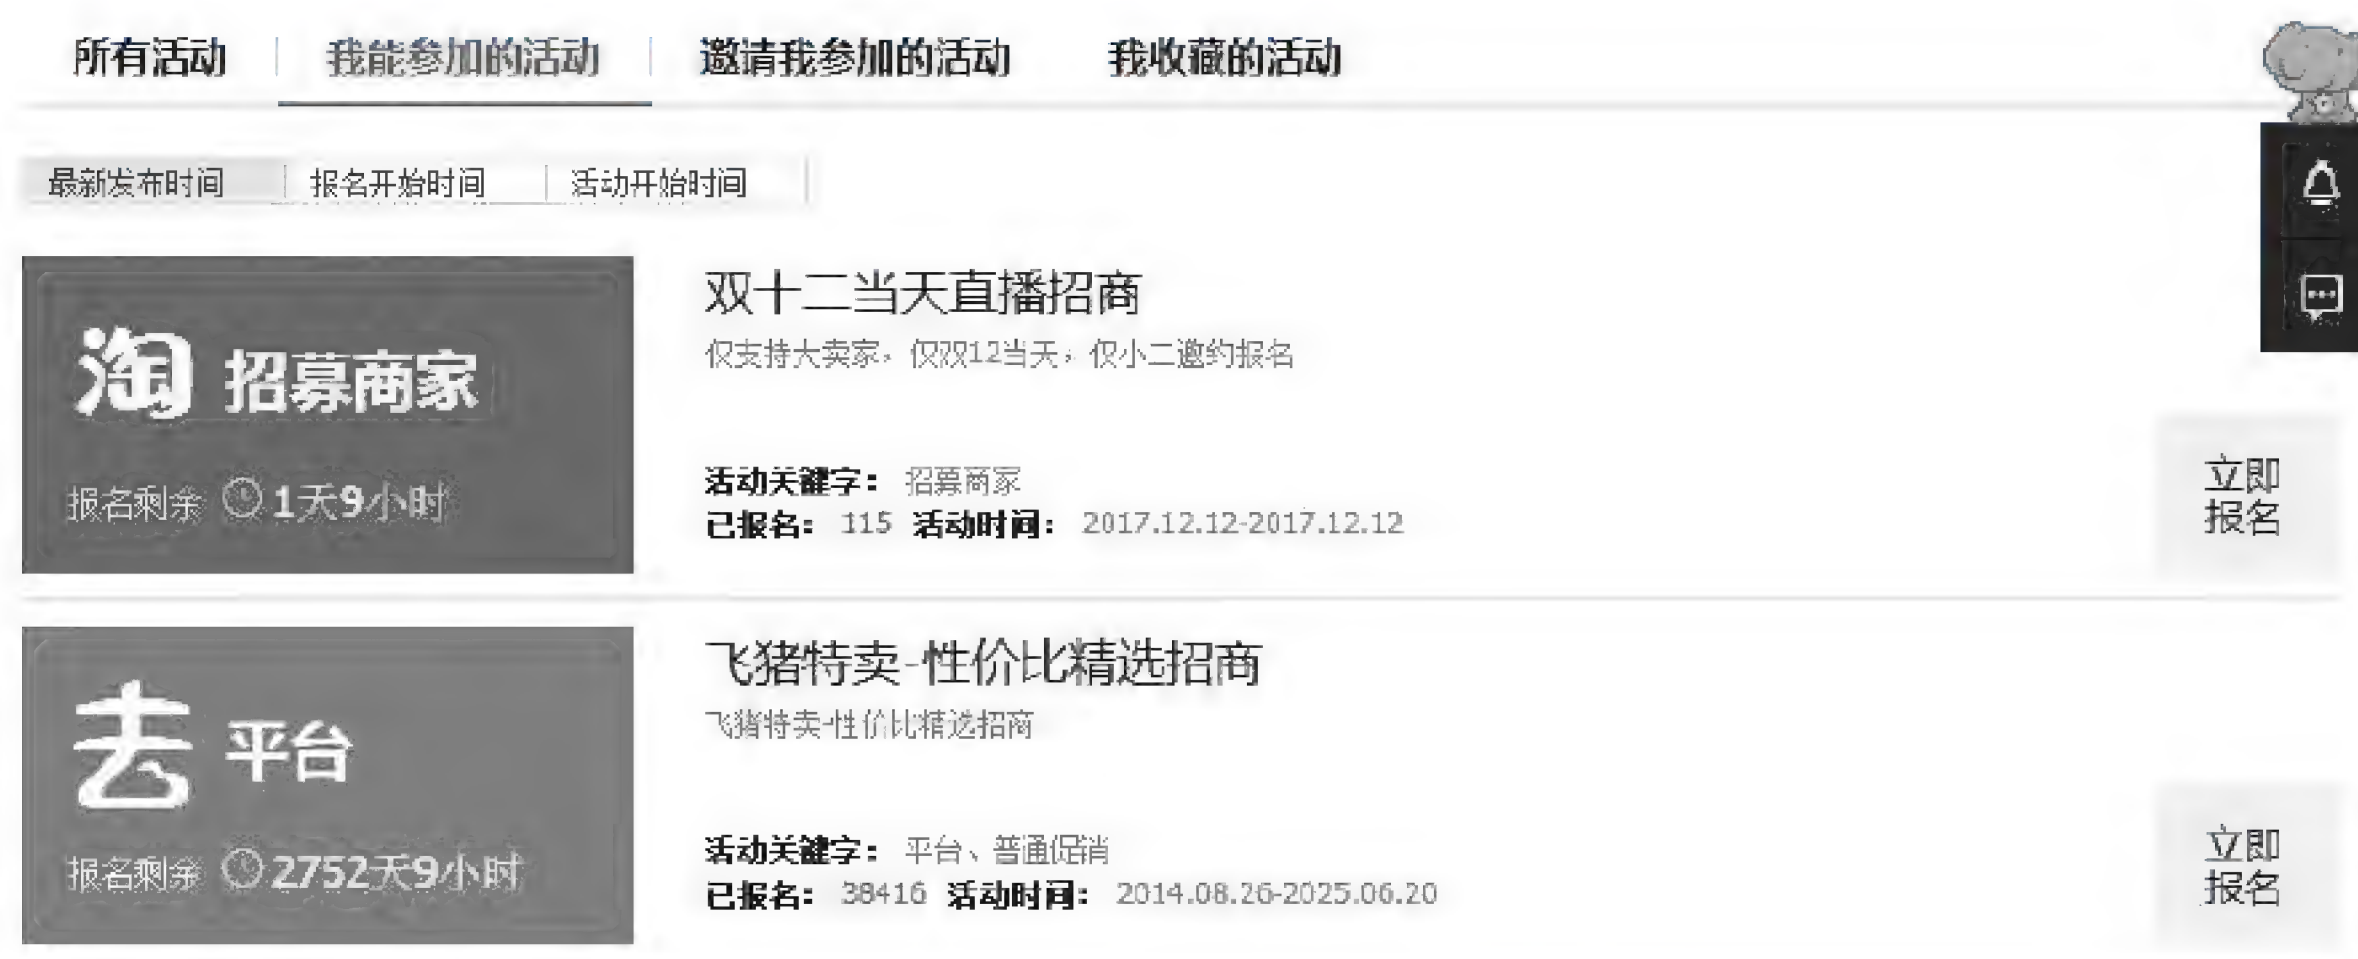 所有活动 我能参加的活动 邀请我参加的活动 我收藏的活动
最新发布时间 报名开始时间 活动开始时间
淘 招募商家
报名剩余 1天9小时
双十二当天直播招商
仅支持大卖家，仅双12当天，仅小二邀约报名
活动关键字： 招募商家
已报名： 115 活动时间： 2017.12.12-2017.12.12
立即
报名
去 平台
报名剩余 2752天9小时
飞猪特卖-性价比精选招商
飞猪特卖-性价比精选招商
活动关键字： 平台、普通促销
已报名： 38416 活动时间： 2014.08.26-2025.06.20
立即
报名